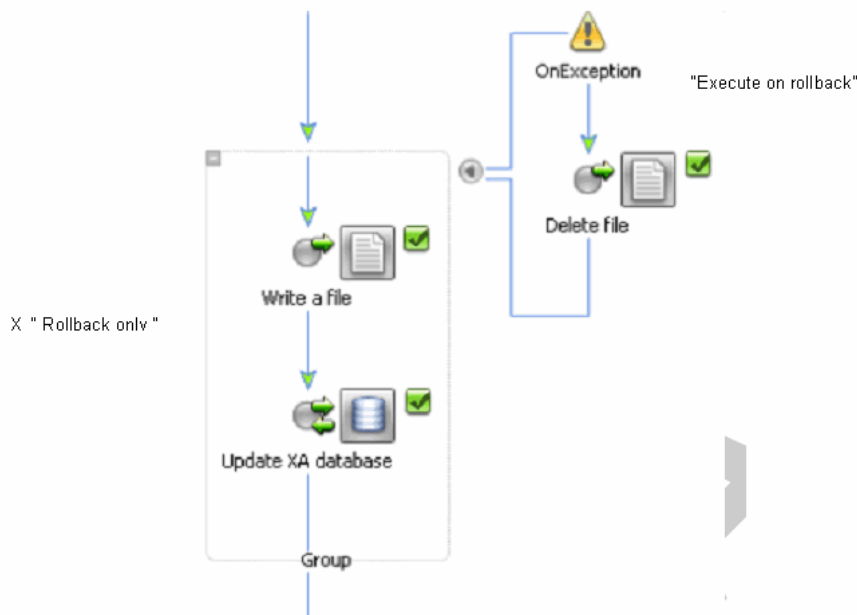 OnException
"Execute on rollback"
Delete file
Write a file
X " Rollback only "
Update XA database
Group